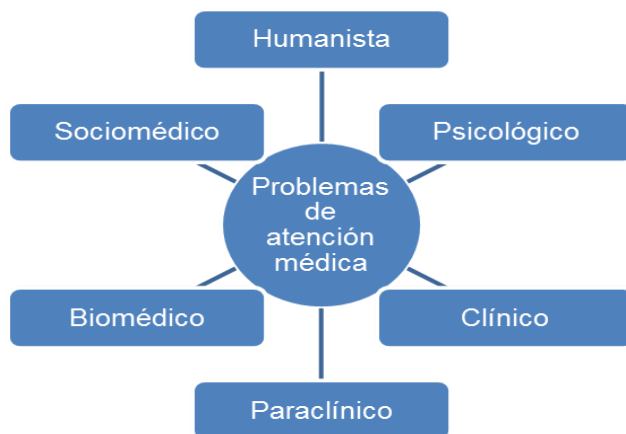 Humanista
Sociomédico
Psicológico
Problemas
de
atención
médica
Biomédico
Clínico
Paraclínico